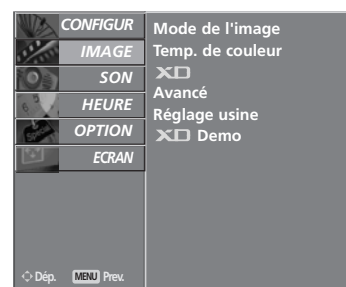 CONFIGUR
IMAGE
SON
HEURE
OPTION
ECRAN
Mode de l'image
Temp. de couleur
XD
Avancé
Réglage usine
XD Demo
Dép. MENU Prev.